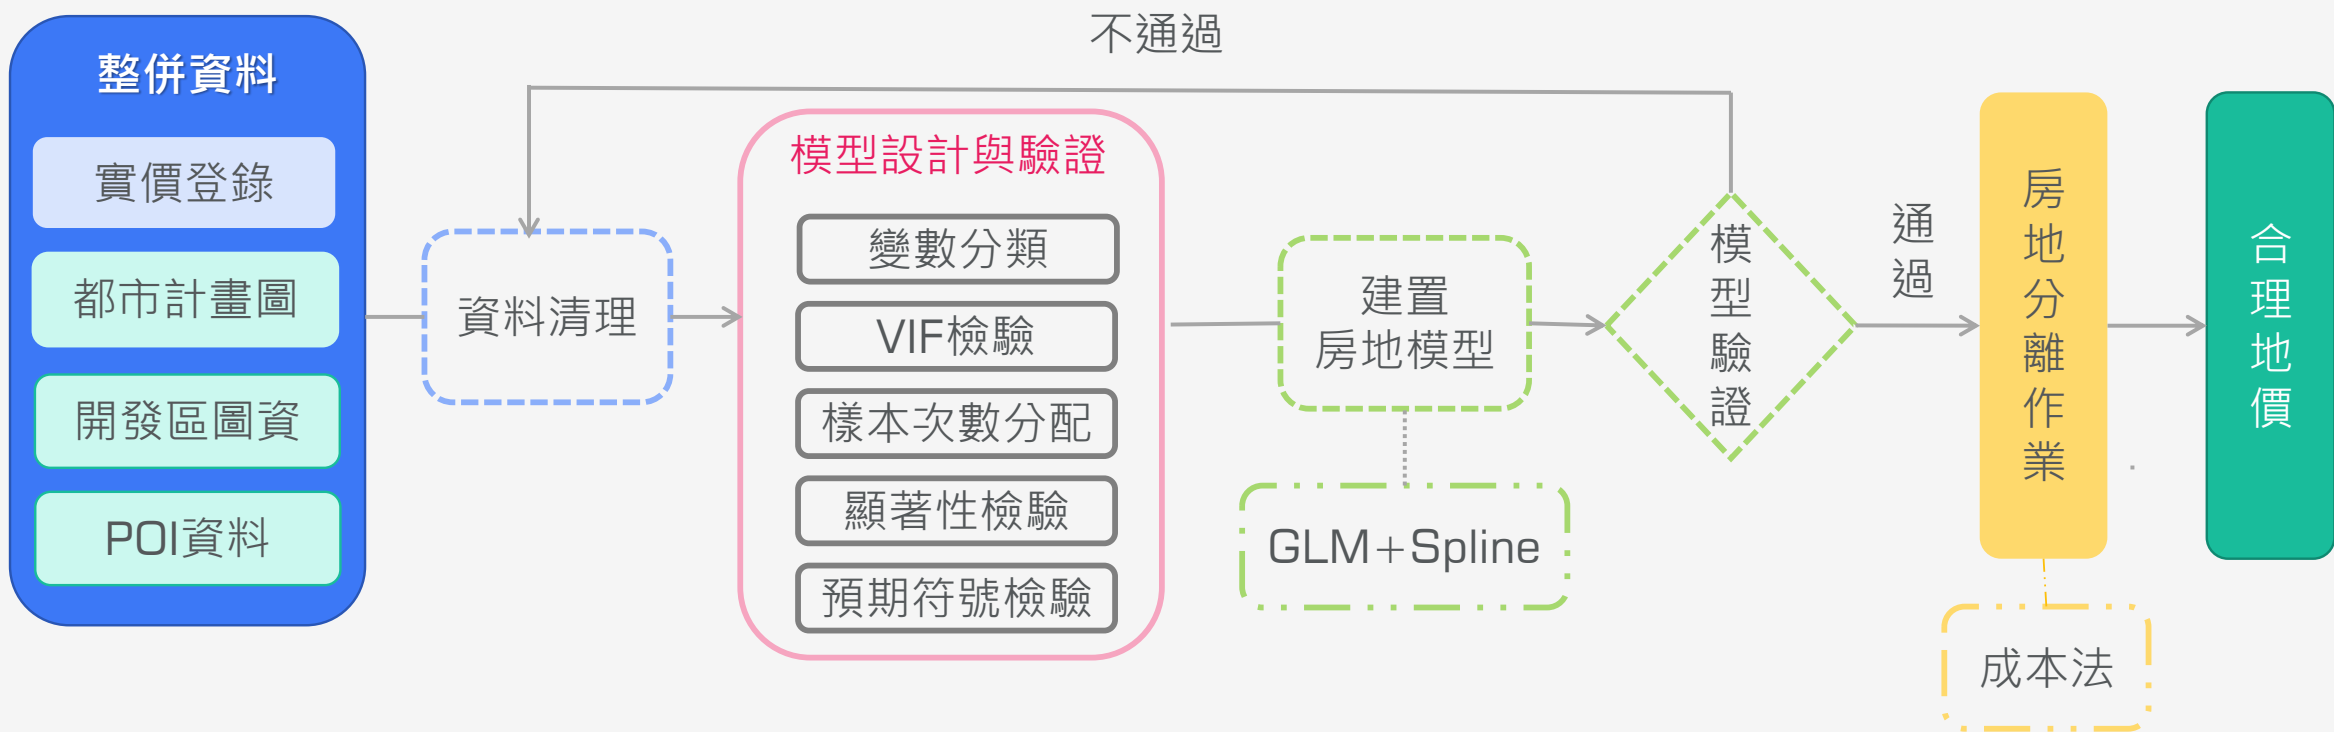 不通過
整併資料
實價登錄
都市計畫圖
開發區圖資
POI資料
資料清理
模型設計與驗證
變數分類
VIF檢驗
樣本次數分配
顯著性檢驗
預期符號檢驗
建置
房地模型
GLM+Spline
模型驗證
通過
房地分離作業
成本法
合理地價